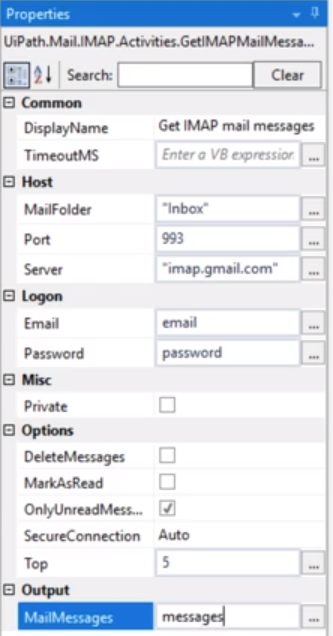 Properties
UiPath.Mail.IMAP.Activities.GetIMAPMailMessa...
Search: Clear
Common
DisplayName Get IMAP mail messages
TimeoutMS Enter a VB expression ...
Host
MailFolder "Inbox" ...
Port 993 ...
Server "imap.gmail.com" ...
Logon
Email email ...
Password password ...
Misc
Private
Options
DeleteMessages
MarkAsRead
OnlyUnreadMess...
SecureConnection Auto
Top 5 ...
Output
MailMessages messages ...